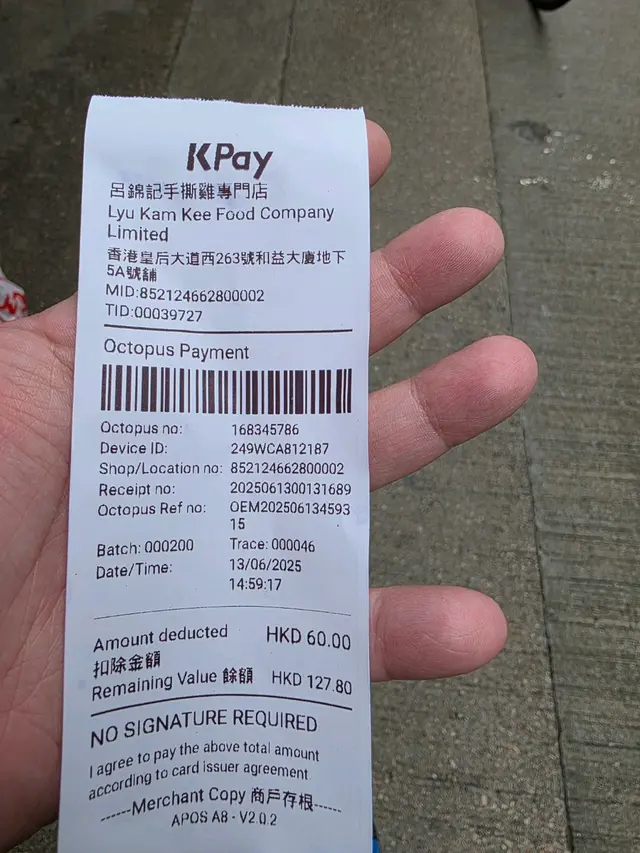 KPay
呂錦記手撕雞專門店
Lyu Kam Kee Food Company
Limited
香港皇后大道西263號和益大廈地下
5A號舖
MID:852124662800002
TID:00039727
Octopus Payment
Octopus no: 168345786
Device ID: 249WCA812187
Shop/Location no: 852124662800002
Receipt no: 2025061300131689
Octopus Ref no: OEM202506134593
15
Batch: 000200 Trace: 000046
Date/Time: 13/06/2025
14:59:17
Amount deducted HKD 60.00
扣除金額
Remaining Value 餘額 HKD 127.80
NO SIGNATURE REQUIRED
I agree to pay the above total amount
according to card issuer agreement.
------Merchant Copy 商戶存根------
APOS A8 - V2.0.2